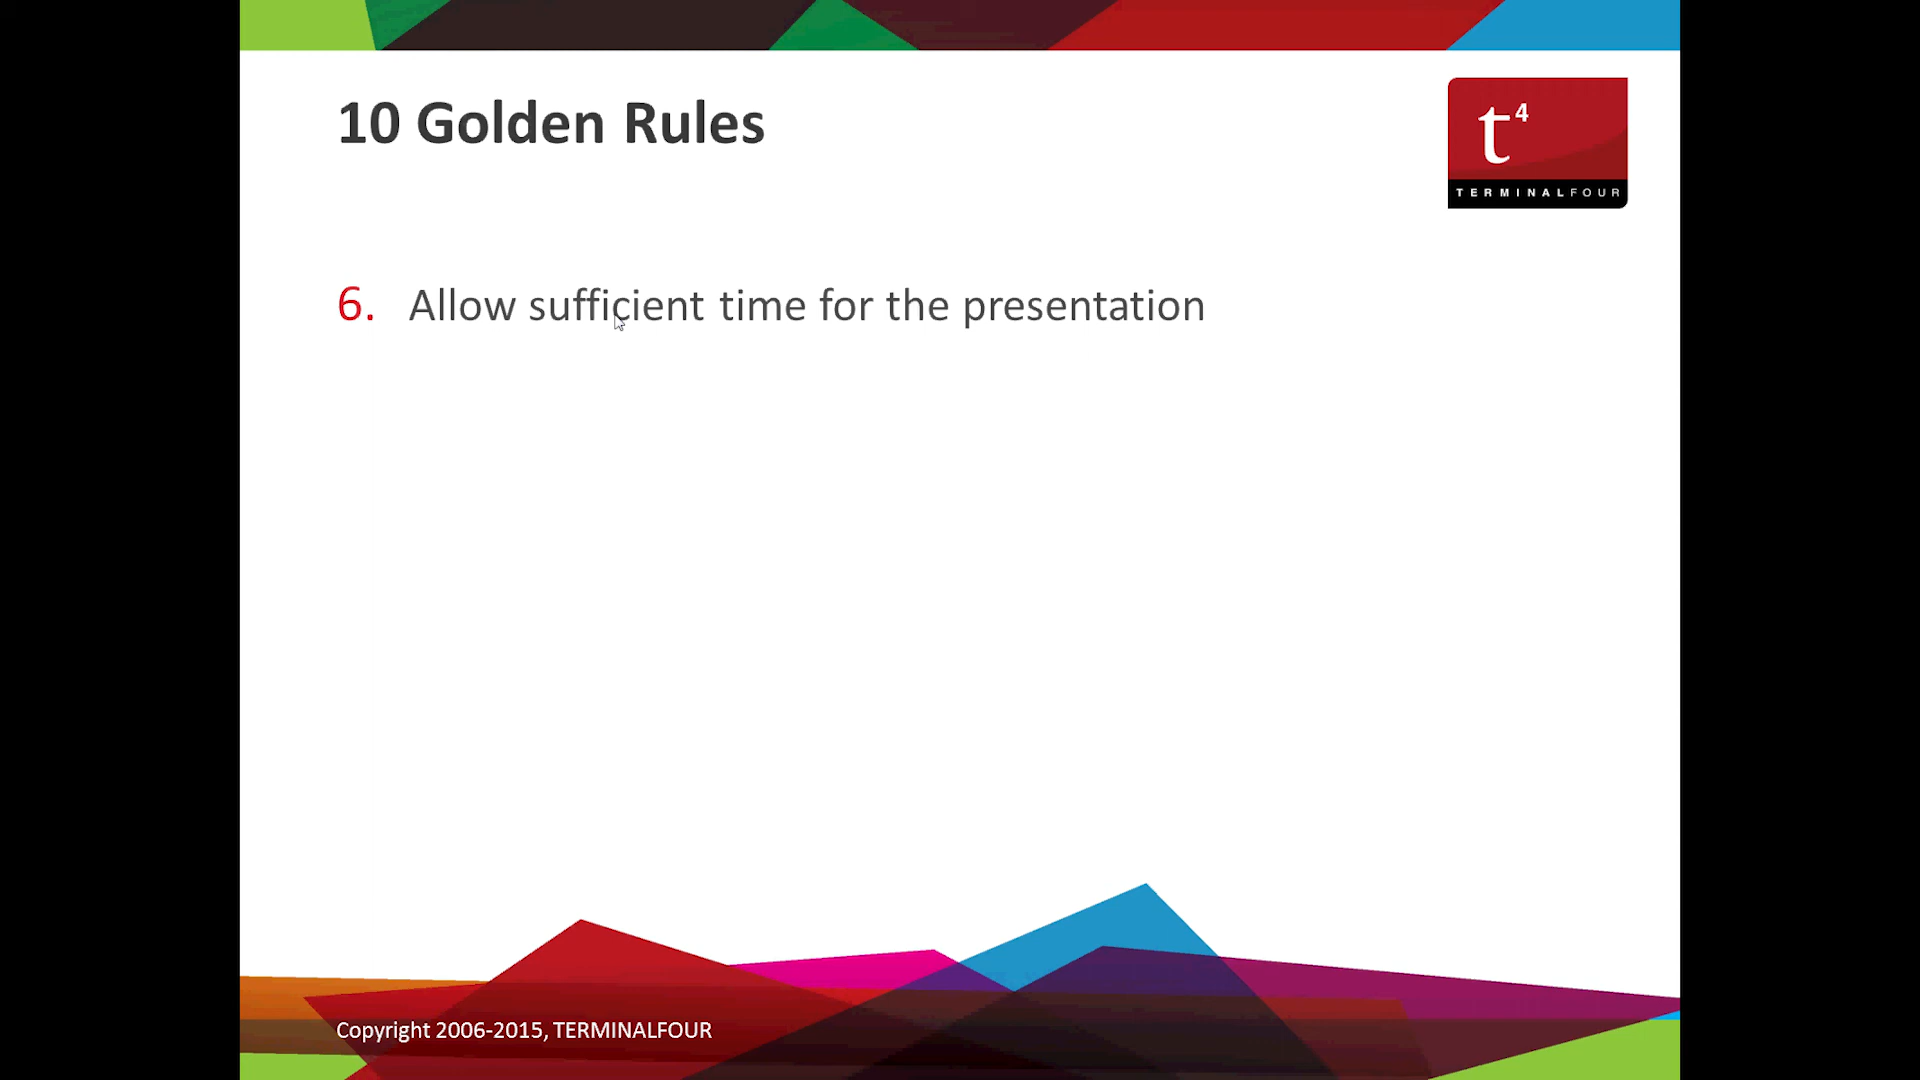 10 Golden Rules
t4
TERMINALFOUR
6. Allow sufficient time for the presentation
Copyright 2006-2015, TERMINALFOUR